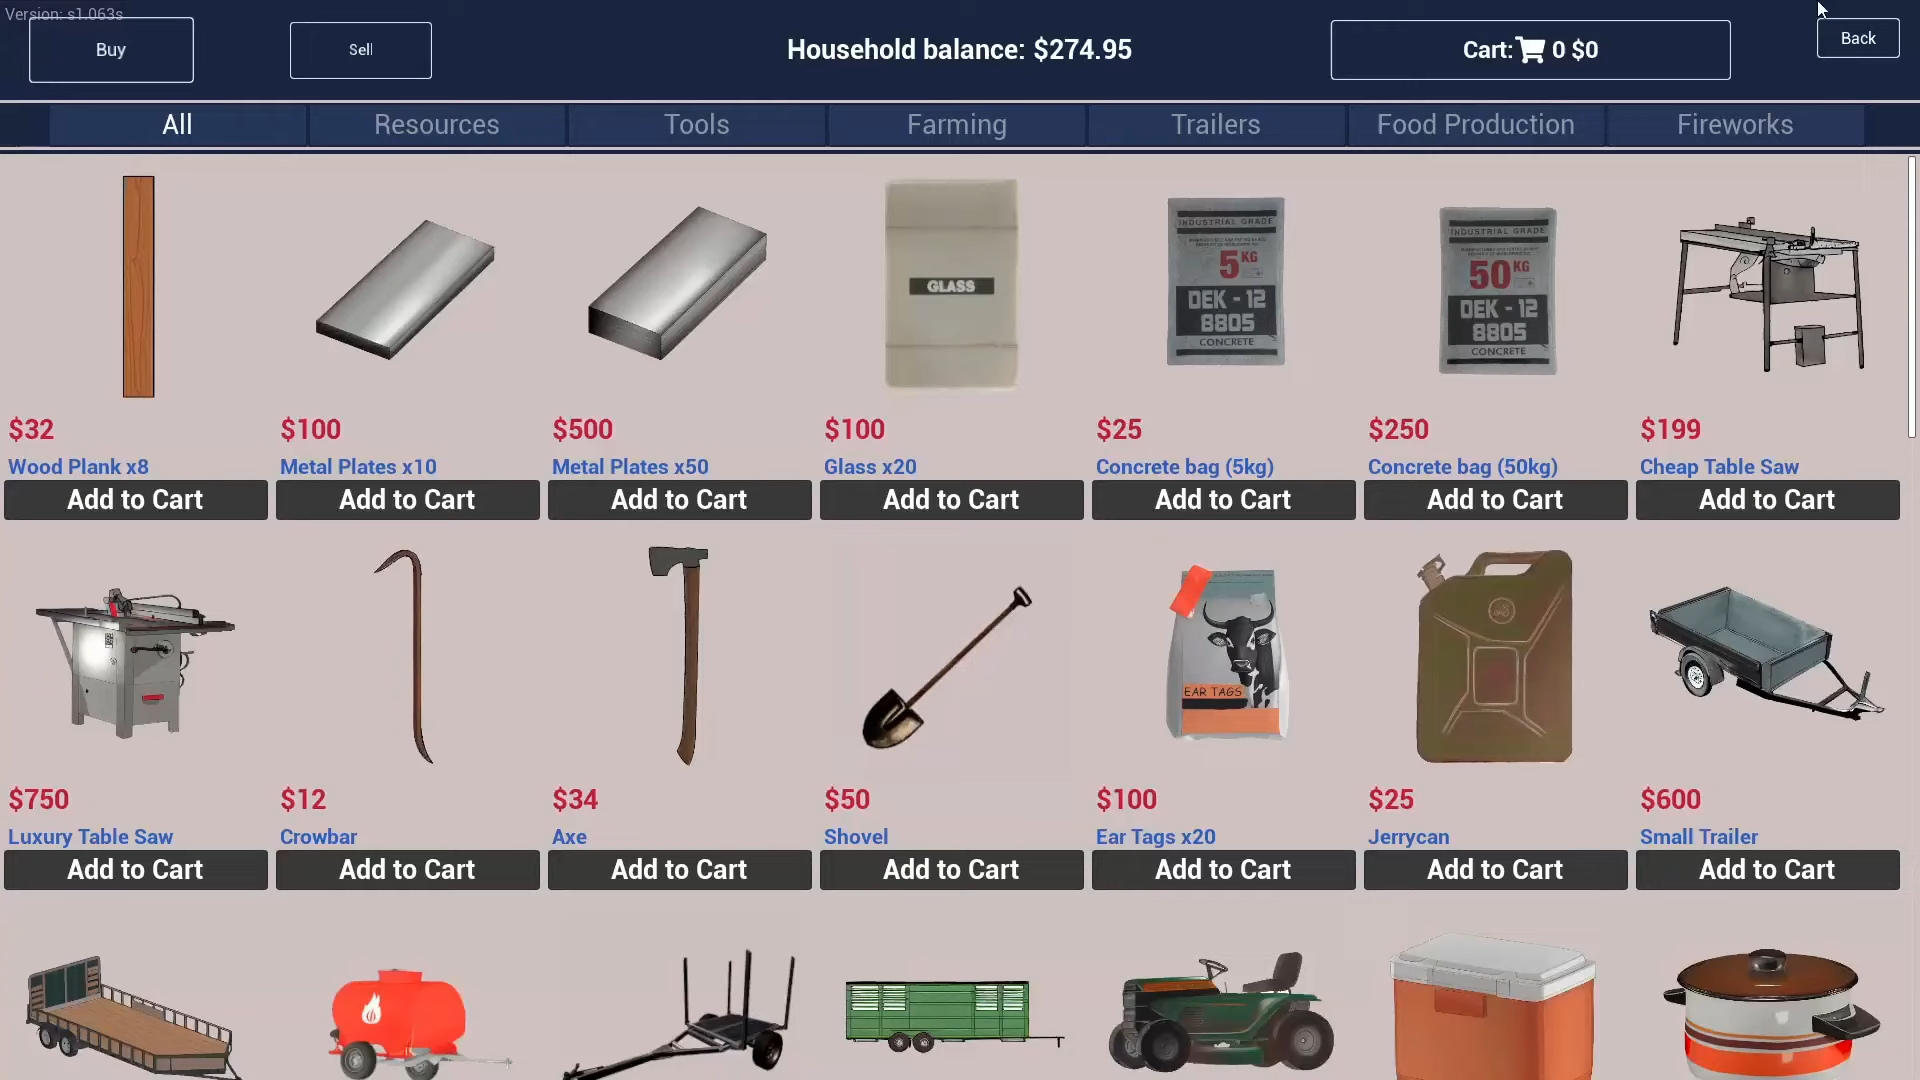 Version: s1.063s
Buy
Sell
Household balance: $274.95
Cart: 0 $0
Back
All
Resources
Tools
Farming
Trailers
Food Production
Fireworks
GLASS
INDUSTRIAL GRADE
5KG
DEK - 12
8805
CONCRETE
INDUSTRIAL GRADE
50KG
DEK - 12
8805
CONCRETE
$32
$100
$500
$100
$25
$250
$199
Wood Plank x8
Metal Plates x10
Metal Plates x50
Glass x20
Concrete bag (5kg)
Concrete bag (50kg)
Cheap Table Saw
Add to Cart
Add to Cart
Add to Cart
Add to Cart
Add to Cart
Add to Cart
Add to Cart
EAR TAGS
$750
$12
$34
$50
$100
$25
$600
Luxury Table Saw
Crowbar
Axe
Shovel
Ear Tags x20
Jerrycan
Small Trailer
Add to Cart
Add to Cart
Add to Cart
Add to Cart
Add to Cart
Add to Cart
Add to Cart